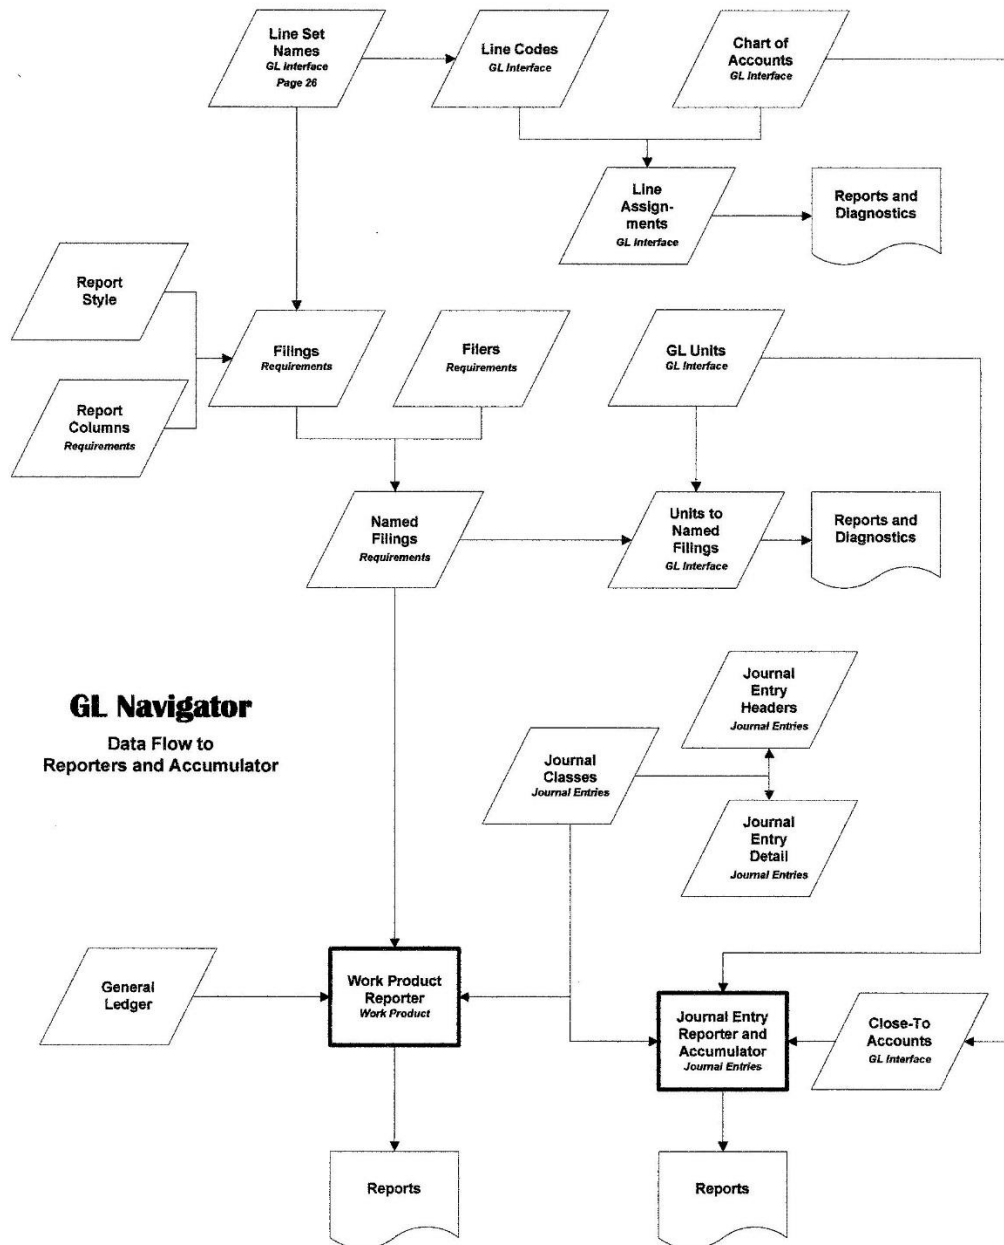 Line Set
Names
GL Interface
Page 26
Line Codes
GL Interface
Chart of
Accounts
GL Interface
Line
Assign-
ments
GL Interface
Reports and
Diagnostics
Report
Style
Filings
Requirements
Filers
Requirements
GL Units
GL Interface
Report
Columns
Requirements
Named
Filings
Requirements
Units to
Named
Filings
GL Interface
Reports and
Diagnostics
GL Navigator
Data Flow to
Reporters and Accumulator
Journal
Entry
Headers
Journal Entries
Journal
Classes
Journal Entries
Journal
Entry
Detail
Journal Entries
General
Ledger
Work Product
Reporter
Work Product
Journal Entry
Reporter and
Accumulator
Journal Entries
Close-To
Accounts
GL Interface
Reports
Reports